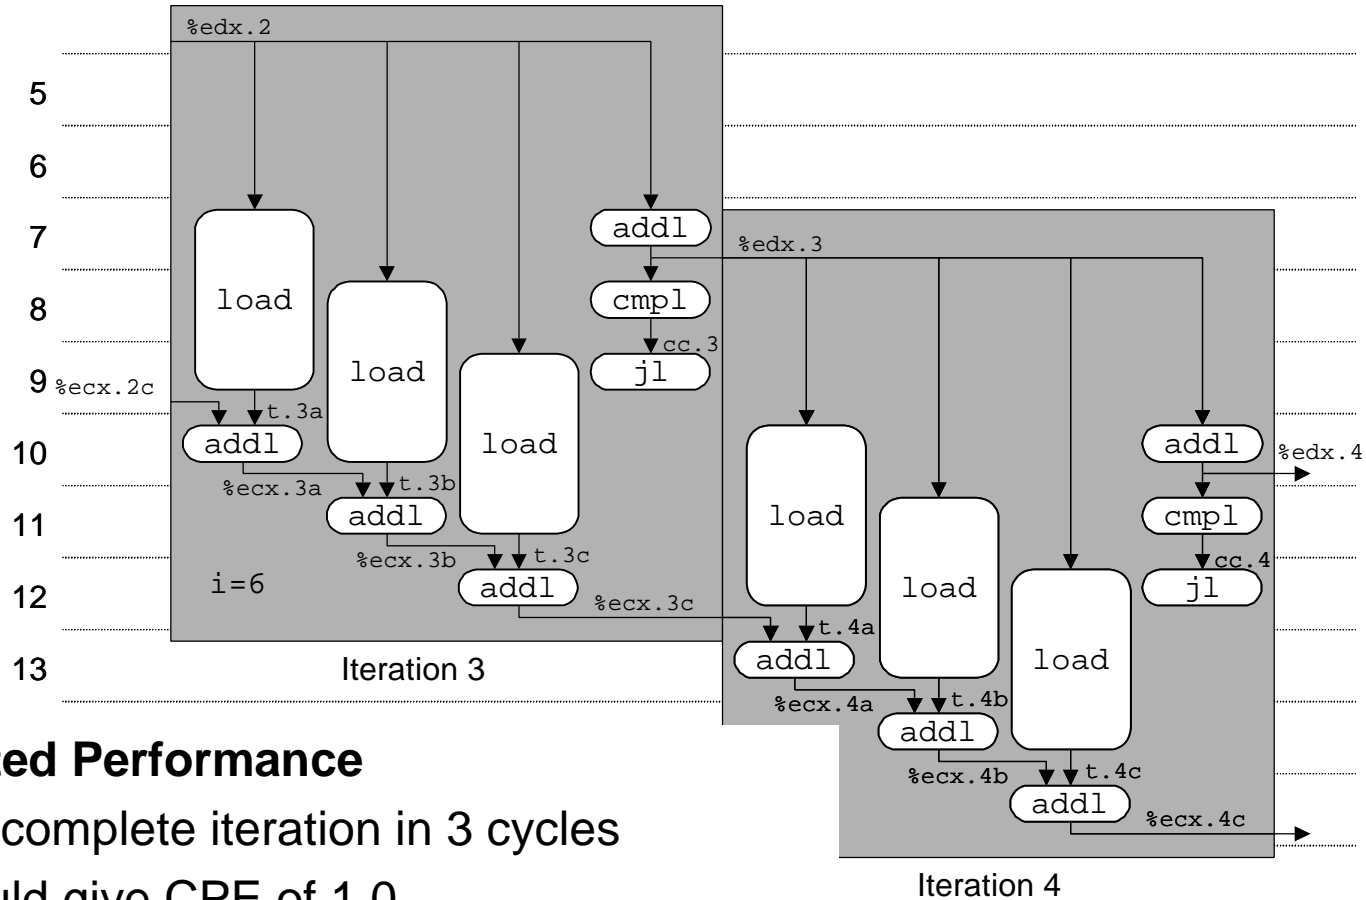 %edx.2
5
6
7
addl
%edx.3
load
8
cmpl
load
cc.3
9
jl
%ecx.2c
t.3a
addl
load
10
addl
%edx.4
%ecx.3a
t.3b
addl
load
11
cmpl
%ecx.3b
t.3c
cc.4
i=6
addl
load
12
jl
%ecx.3c
t.4a
13
Iteration 3
addl
load
%ecx.4a
t.4b
addl
ted Performance
%ecx.4b
t.4c
addl
complete iteration in 3 cycles
%ecx.4c
uld give CPE of 1.0
Iteration 4